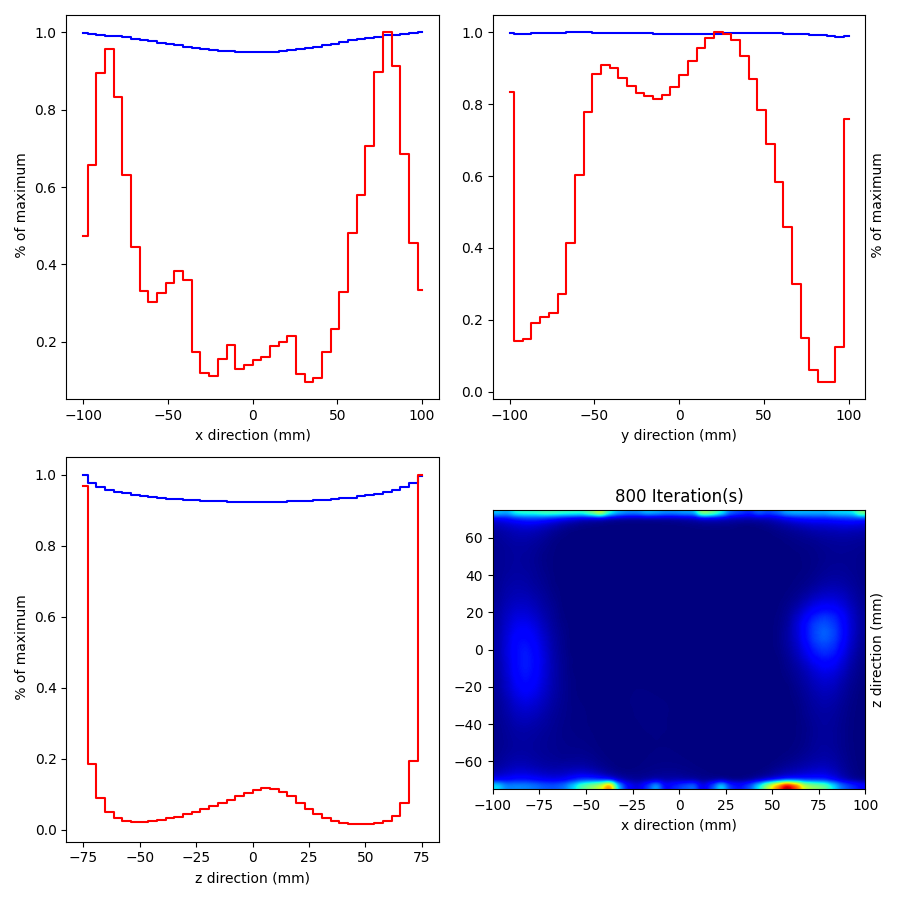 1.0
0.8
0.6
0.4
0.2
% of maximum
−100 −50 0 50 100
x direction (mm)
1.0
0.8
0.6
0.4
0.2
0.0
% of maximum
−100 −50 0 50 100
y direction (mm)
1.0
0.8
0.6
0.4
0.2
0.0
% of maximum
−75 −50 −25 0 25 50 75
z direction (mm)
800 Iteration(s)
60
40
20
0
−20
−40
−60
z direction (mm)
−100 −75 −50 −25 0 25 50 75 100
x direction (mm)